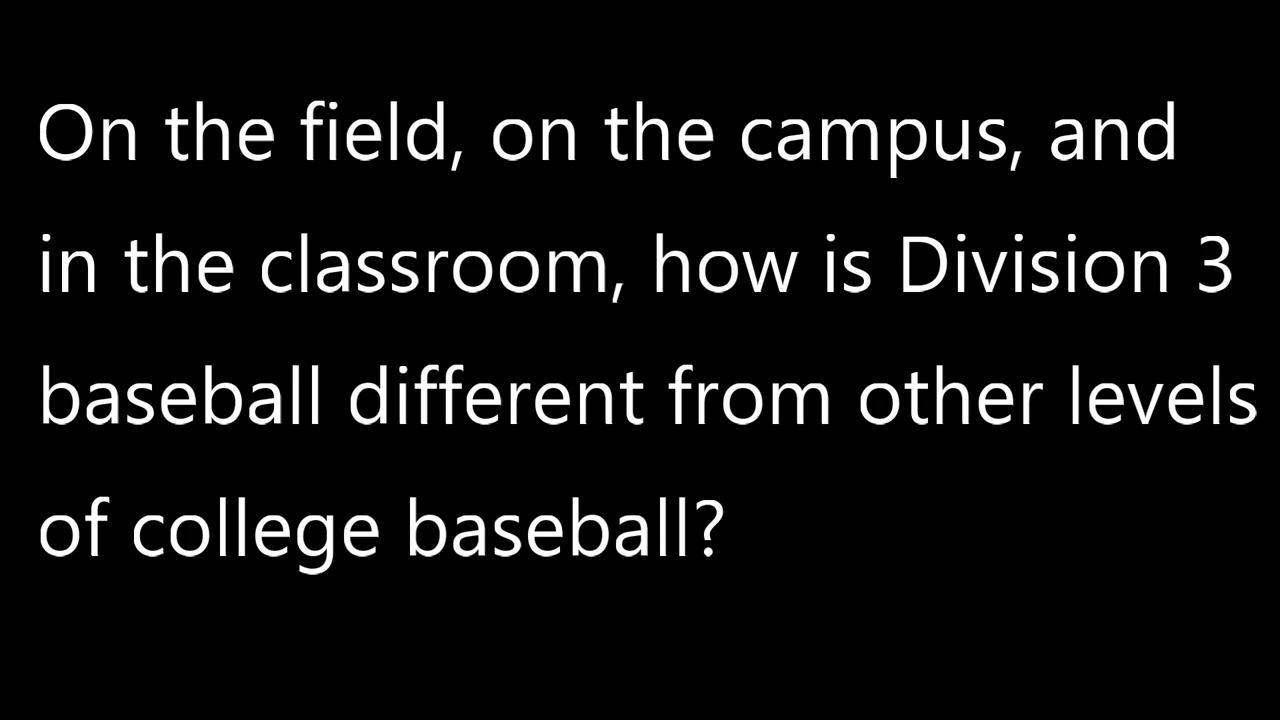 On the field, on the campus, and
in the classroom, how is Division 3
baseball different from other levels
of college baseball?